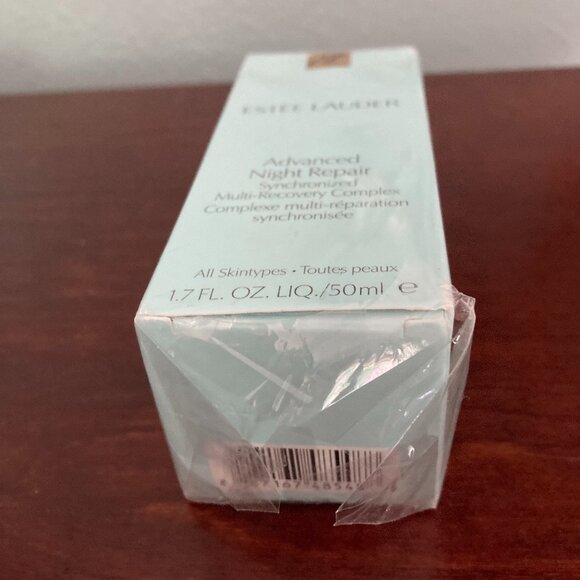 ESTĒE LAUDER
Advanced
Night Repair
Synchronized
Multi-Recovery Complex
Complexe multi-réparation
synchronisée
All Skintypes • Toutes peaux
1.7 FL. OZ. LIQ./50ml ℮